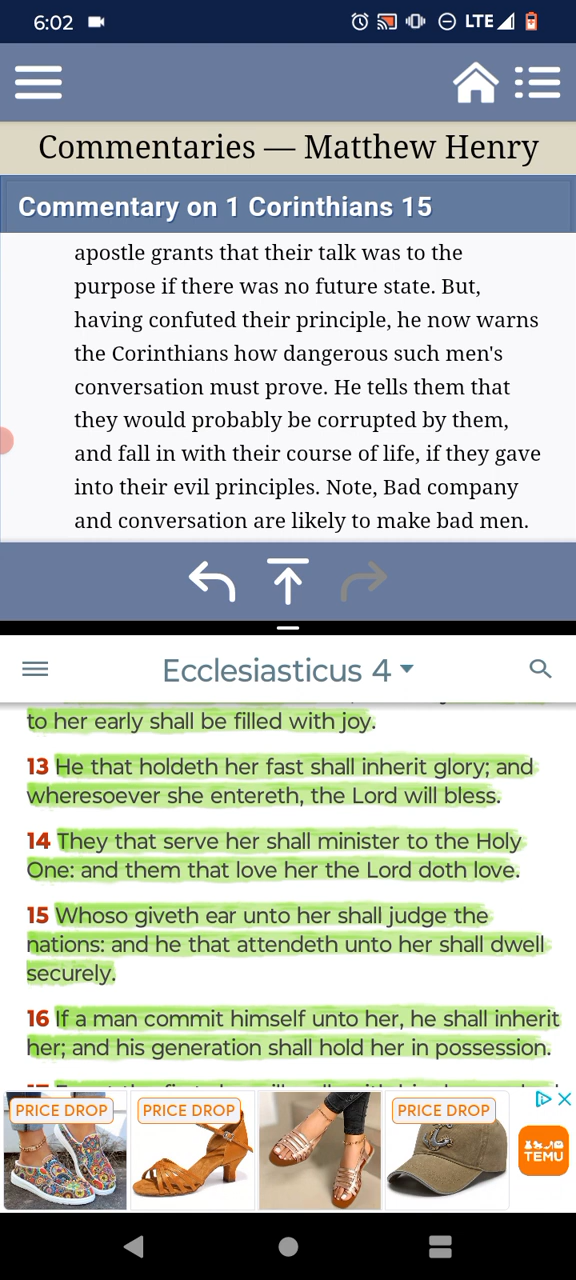 6:02
LTE
Commentaries — Matthew Henry
Commentary on 1 Corinthians 15
apostle grants that their talk was to the
purpose if there was no future state. But,
having confuted their principle, he now warns
the Corinthians how dangerous such men's
conversation must prove. He tells them that
they would probably be corrupted by them,
and fall in with their course of life, if they gave
into their evil principles. Note, Bad company
and conversation are likely to make bad men.
Ecclesiasticus 4
to her early shall be filled with joy.
13 He that holdeth her fast shall inherit glory; and
wheresoever she entereth, the Lord will bless.
14 They that serve her shall minister to the Holy
One: and them that love her the Lord doth love.
15 Whoso giveth ear unto her shall judge the
nations: and he that attendeth unto her shall dwell
securely.
16 If a man commit himself unto her, he shall inherit
her; and his generation shall hold her in possession.
PRICE DROP
PRICE DROP
PRICE DROP
TEMU